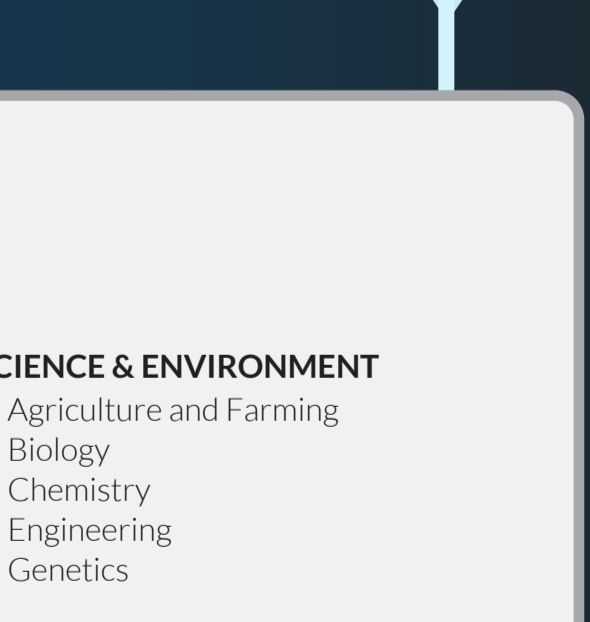 CIENCE & ENVIRONMENT
Agriculture and Farming
Biology
Chemistry
Engineering
Genetics